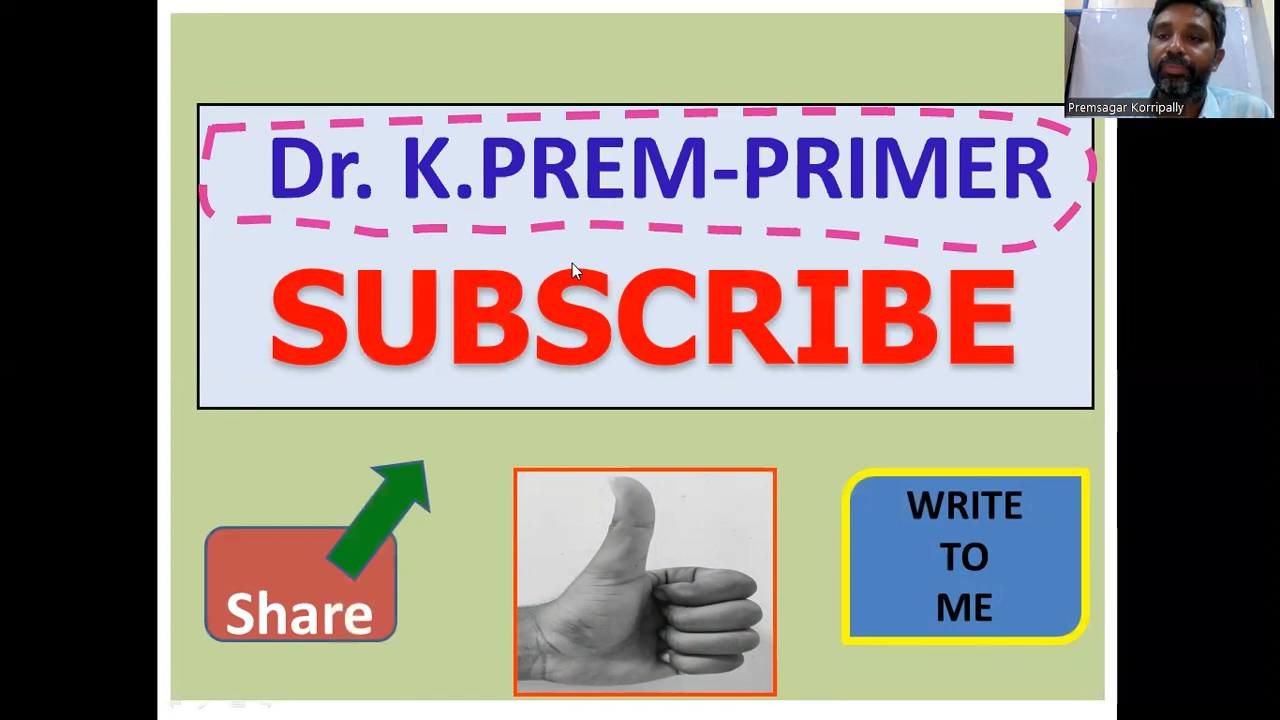 Premsagar Korripally
Dr. K.PREM-PRIMER
SUBSCRIBE
Share
WRITE
TO
ME